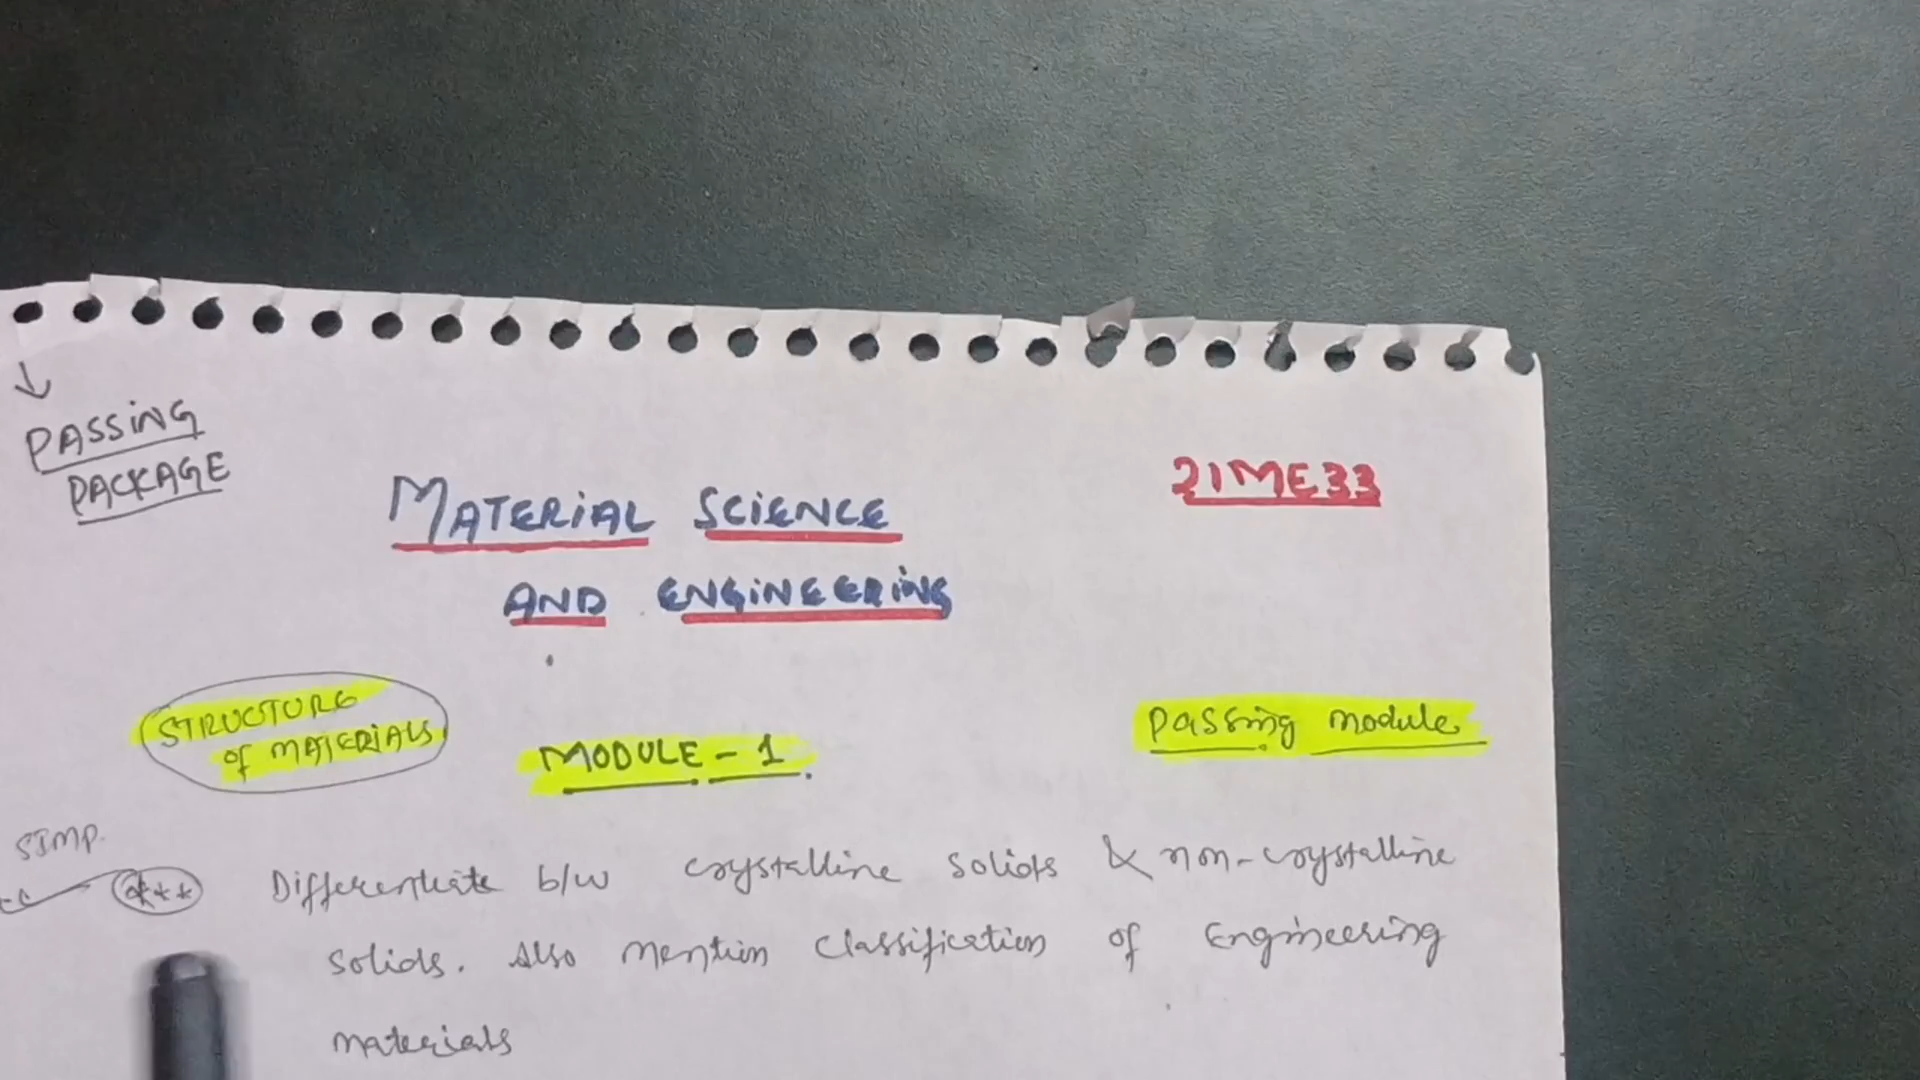 PASSING
PACKAGE
MATERIAL SCIENCE
AND ENGINEERING
21ME33
STRUCTURE
of MATERIALS
MODULE - 1
Passing module
SIMP.
***
Differentiate b/w crystalline solids & non-crystalline
solids. Also mention classification of Engineering
materials